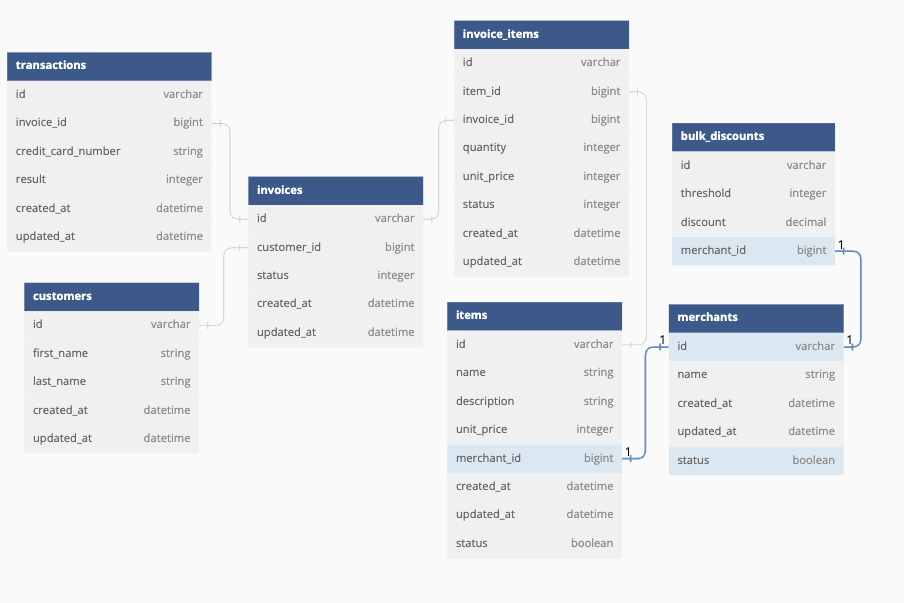 transactions
id varchar
invoice_id bigint
credit_card_number string
result integer
created_at datetime
updated_at datetime
customers
id varchar
first_name string
last_name string
created_at datetime
updated_at datetime
invoices
id varchar
customer_id bigint
status integer
created_at datetime
updated_at datetime
invoice_items
id varchar
item_id bigint
invoice_id bigint
quantity integer
unit_price integer
status integer
created_at datetime
updated_at datetime
items
id varchar
name string
description string
unit_price integer
merchant_id bigint
1
created_at datetime
updated_at datetime
status boolean
bulk_discounts
id varchar
threshold integer
discount decimal
merchant_id bigint
1
merchants
1
id varchar
1
name string
created_at datetime
updated_at datetime
status boolean